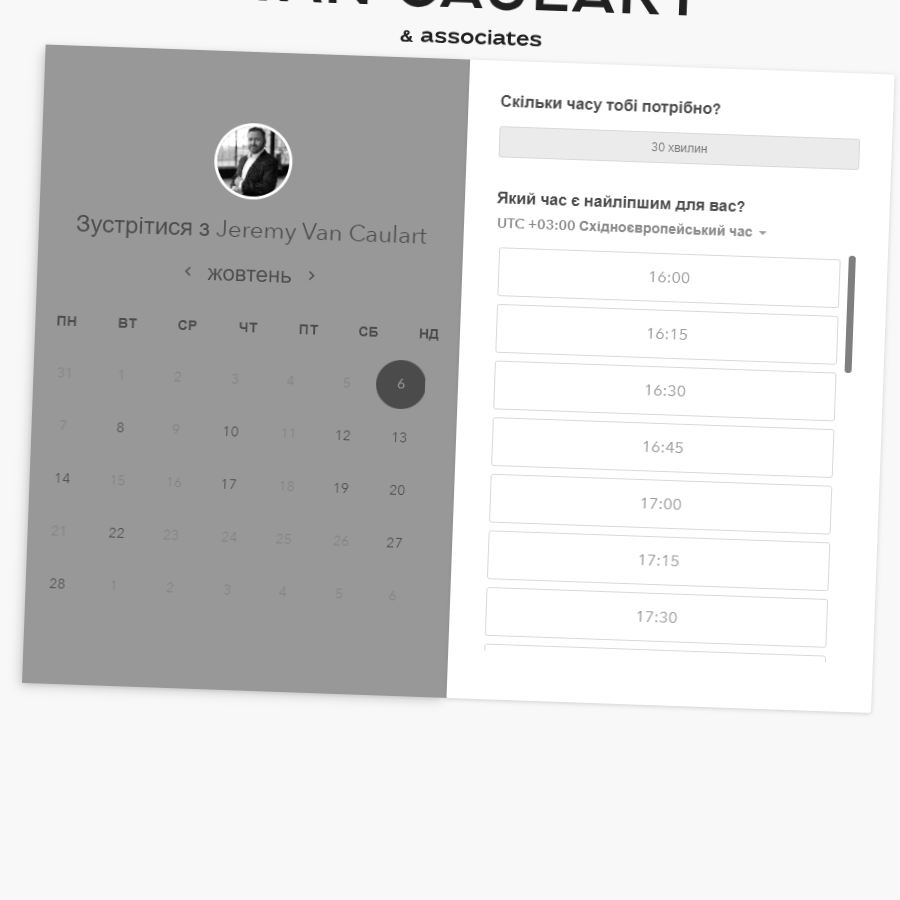 VAN CAULART
& associates
Зустрітися з Jeremy Van Caulart
жовтень
ПН ВТ СР ЧТ ПТ СБ НД
31 1 2 3 4 5 6
7 8 9 10 11 12 13
14 15 16 17 18 19 20
21 22 23 24 25 26 27
28 1 2 3 4 5 6
Скільки часу тобі потрібно?
30 хвилин
Який час є найліпшим для вас?
UTC +03:00 Східноєвропейський час
16:00
16:15
16:30
16:45
17:00
17:15
17:30